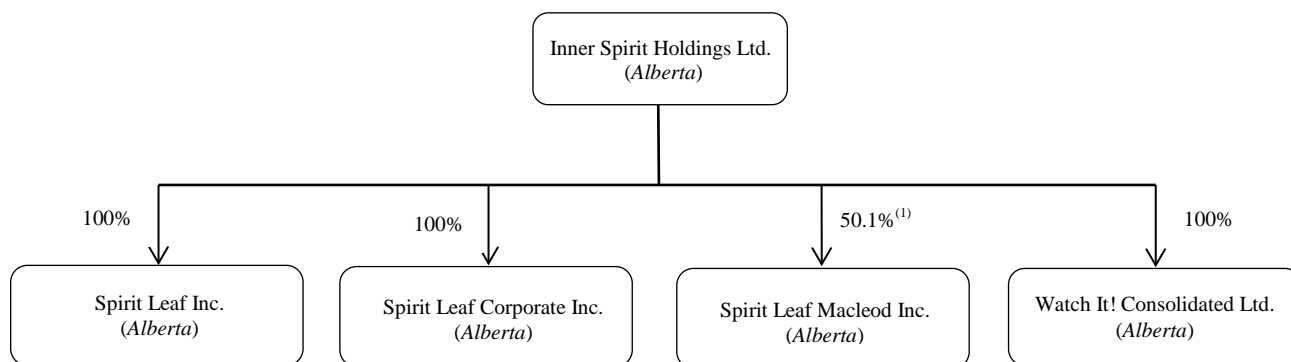 Inner Spirit Holdings Ltd.
(Alberta)
100%
100%
50.1%(1)
100%
Spirit Leaf Inc.
(Alberta)
Spirit Leaf Corporate Inc.
(Alberta)
Spirit Leaf Macleod Inc.
(Alberta)
Watch It! Consolidated Ltd.
(Alberta)